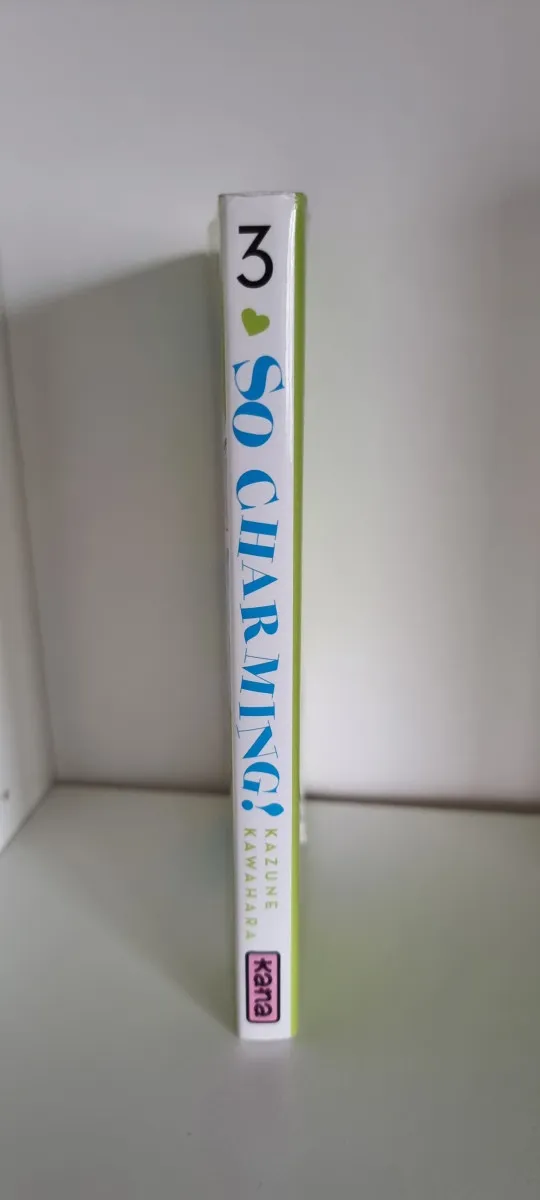 3
SO CHARMING!
KAZUNE
KAWAHARA
kana